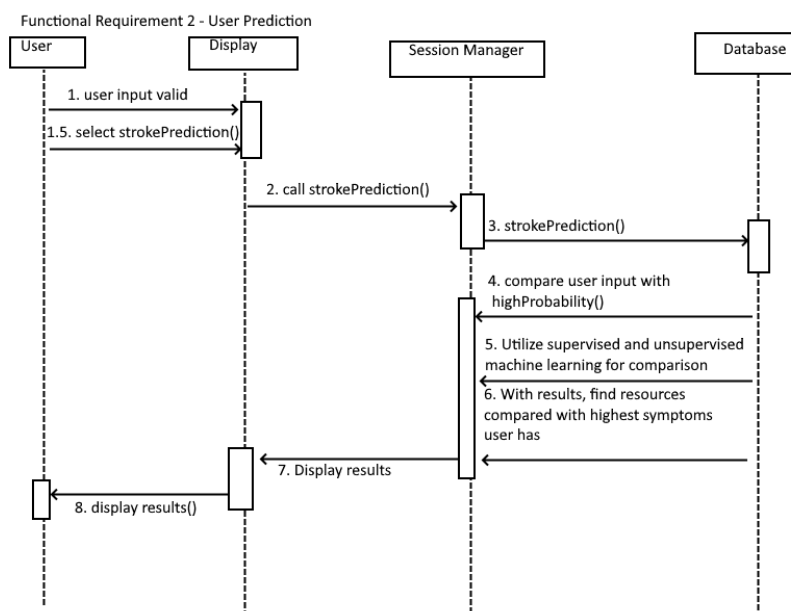 Functional Requirement 2 - User Prediction
User
Display
Session Manager
Database
1. user input valid
1.5. select strokePrediction()
2. call strokePrediction()
3. strokePrediction()
4. compare user input with
highProbability()
5. Utilize supervised and unsupervised
machine learning for comparison
6. With results, find resources
compared with highest symptoms
user has
7. Display results
8. display results()